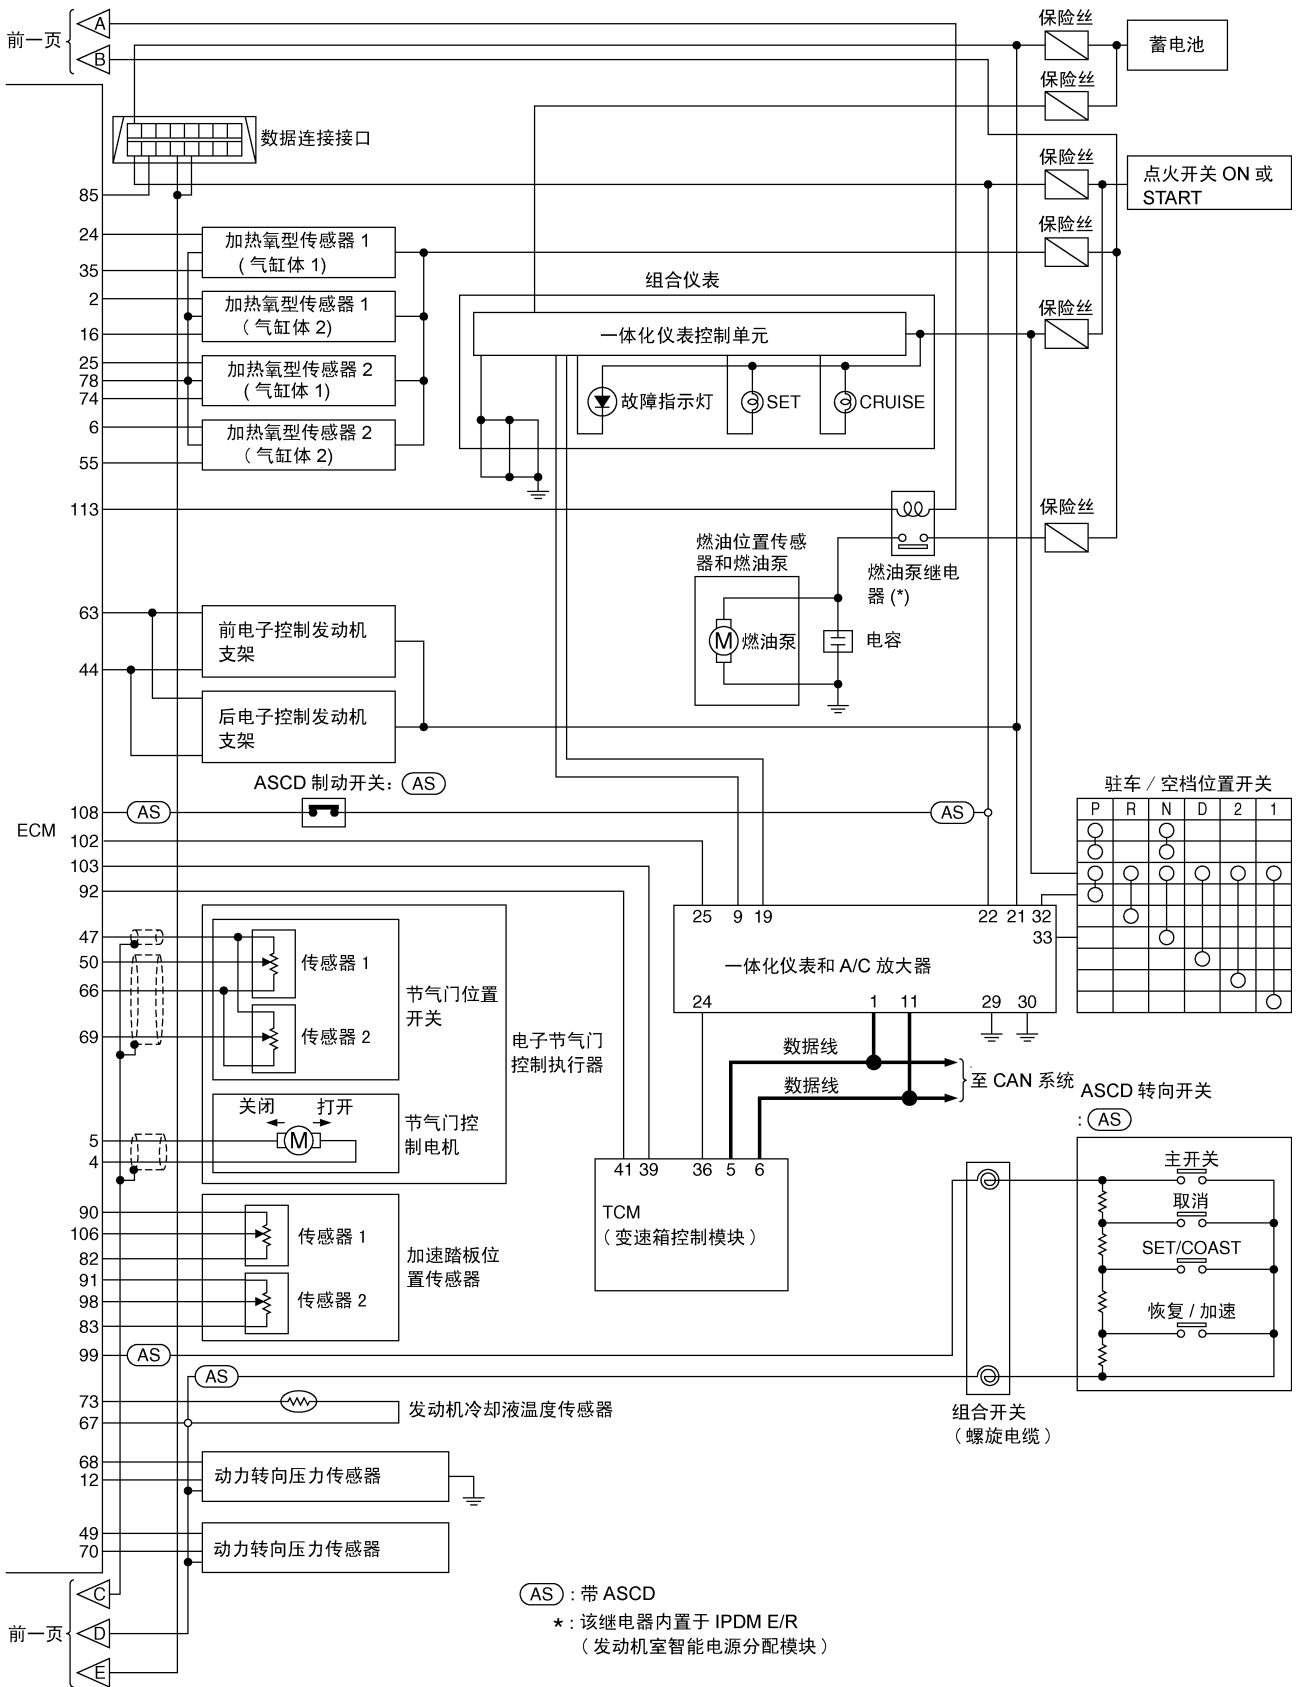 前一页
A
B
保险丝
蓄电池
保险丝
数据连接接口
保险丝
点火开关 ON 或
START
85
24
加热氧型传感器 1
( 气缸体 1)
35
保险丝
组合仪表
2
加热氧型传感器 1
( 气缸体 2)
16
一体化仪表控制单元
保险丝
25
78
加热氧型传感器 2
( 气缸体 1)
74
故障指示灯
SET
CRUISE
6
加热氧型传感器 2
( 气缸体 2)
55
113
保险丝
燃油位置传感
器和燃油泵
燃油泵继电
器 (*)
M
燃油泵
电容
63
前电子控制发动机
支架
44
后电子控制发动机
支架
ASCD 制动开关：
AS
驻车 / 空档位置开关
P R N D 2 1
108
AS
AS
ECM
102
103
92
25 9 19 22 21 32
33
一体化仪表和 A/C 放大器
24 1 11 29 30
47
50
传感器 1
66
节气门位置
开关
69
传感器 2
电子节气门
控制执行器
数据线
数据线
至 CAN 系统
ASCD 转向开关
: AS
关闭
打开
M
节气门控
制电机
5
4
41 39 36 5 6
TCM
( 变速箱控制模块 )
主开关
取消
SET/COAST
恢复 / 加速
90
106
传感器 1
82
加速踏板位
置传感器
91
98
传感器 2
83
99
AS
AS
73
发动机冷却液温度传感器
67
组合开关
( 螺旋电缆 )
68
12
动力转向压力传感器
49
70
动力转向压力传感器
前一页
C
D
E
AS : 带 ASCD
* : 该继电器内置于 IPDM E/R
( 发动机室智能电源分配模块 )